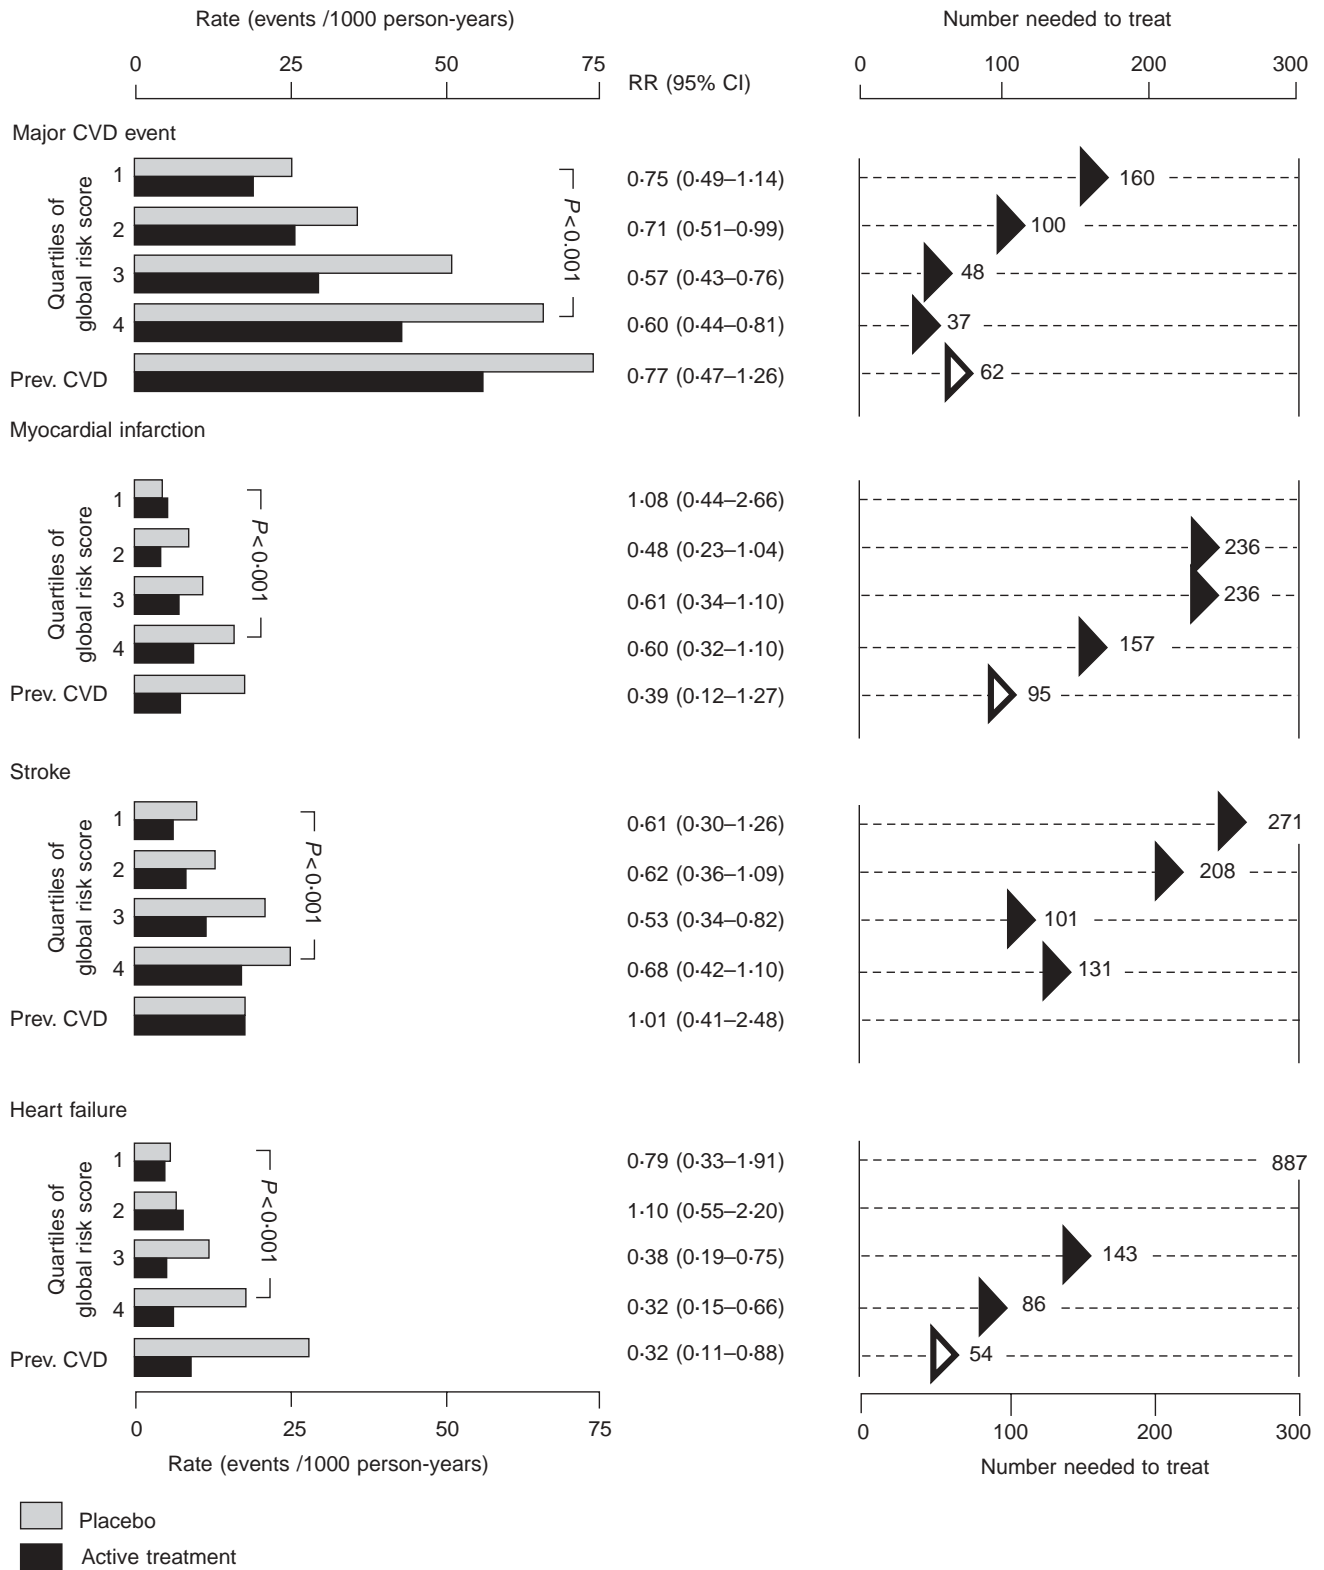 Rate (events /1000 person-years) Number needed to treat
0 25 50 75 RR (95% CI) 0 100 200 300
Major CVD event
Quartiles of
global risk score
P<0.001
1 0·75 (0·49–1·14) 160
2 0·71 (0·51–0·99) 100
3 0·57 (0·43–0·76) 48
4 0·60 (0·44–0·81) 37
Prev. CVD 0·77 (0·47–1·26) 62
Myocardial infarction
Quartiles of
global risk score
P<0·001
1 1·08 (0·44–2·66)
2 0·48 (0·23–1·04) 236
3 0·61 (0·34–1·10) 236
4 0·60 (0·32–1·10) 157
Prev. CVD 0·39 (0·12–1·27) 95
Stroke
Quartiles of
global risk score
P<0·001
1 0·61 (0·30–1·26) 271
2 0·62 (0·36–1·09) 208
3 0·53 (0·34–0·82) 101
4 0·68 (0·42–1·10) 131
Prev. CVD 1·01 (0·41–2·48)
Heart failure
Quartiles of
global risk score
P<0·001
1 0·79 (0·33–1·91) 887
2 1·10 (0·55–2·20)
3 0·38 (0·19–0·75) 143
4 0·32 (0·15–0·66) 86
Prev. CVD 0·32 (0·11–0·88) 54
0 25 50 75 0 100 200 300
Rate (events /1000 person-years) Number needed to treat
Placebo
Active treatment